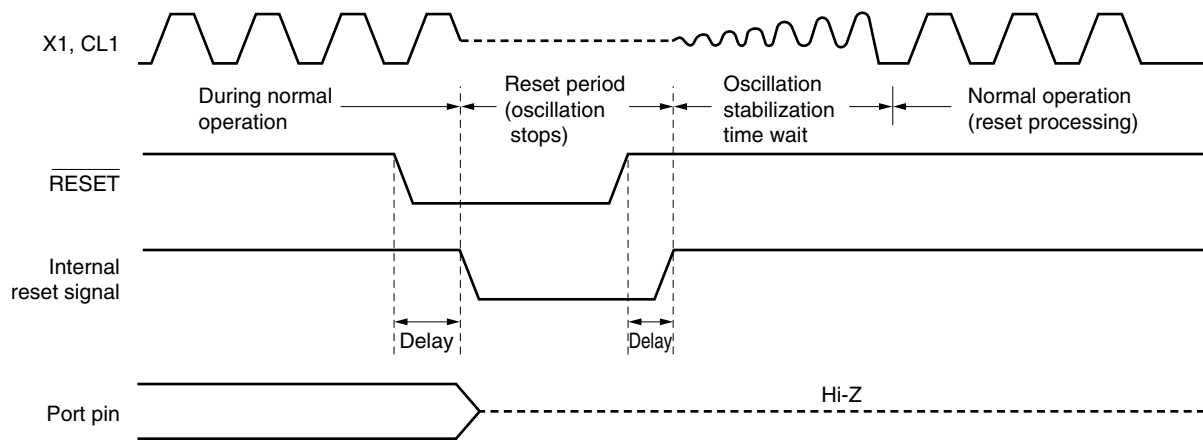 X1, CL1
During normal
operation
Reset period
(oscillation
stops)
Oscillation
stabilization
time wait
Normal operation
(reset processing)
RESET
Internal
reset signal
Delay
Delay
Port pin
Hi-Z